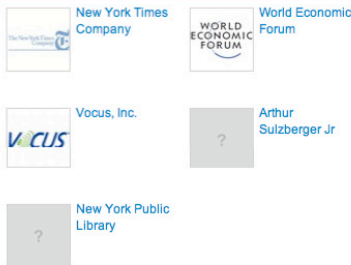 The New York Times
Company
New York Times
Company
WORLD
ECONOMIC
FORUM
World Economic
Forum
VOCUS
Vocus, Inc.
?
Arthur
Sulzberger Jr
?
New York Public
Library